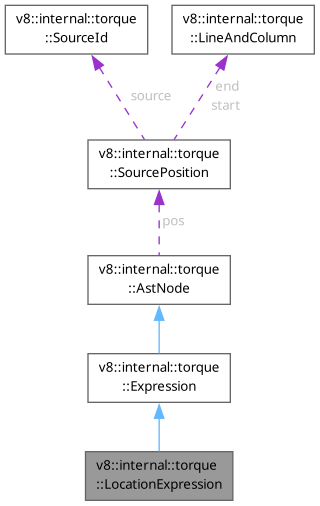 v8::internal::torque
::SourceId
v8::internal::torque
::LineAndColumn
source
end
start
v8::internal::torque
::SourcePosition
pos
v8::internal::torque
::AstNode
v8::internal::torque
::Expression
v8::internal::torque
::LocationExpression